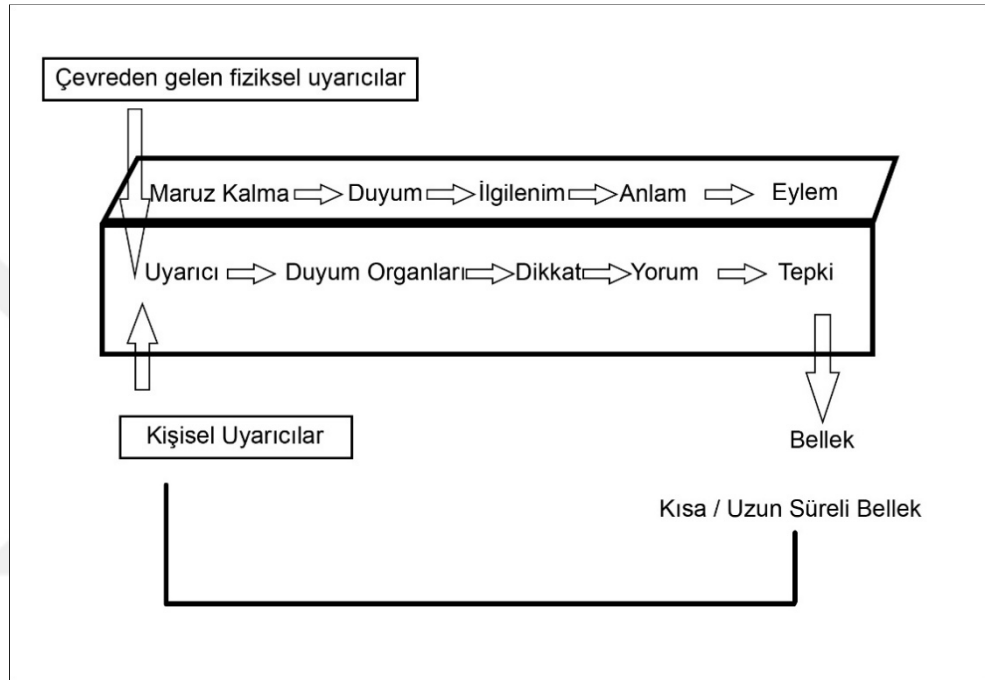 Çevreden gelen fiziksel uyarıcılar
Maruz Kalma Duyum İlgilenim Anlam Eylem
Uyarıcı Duyum Organları Dikkat Yorum Tepki
Kişisel Uyarıcılar
Bellek
Kısa / Uzun Süreli Bellek